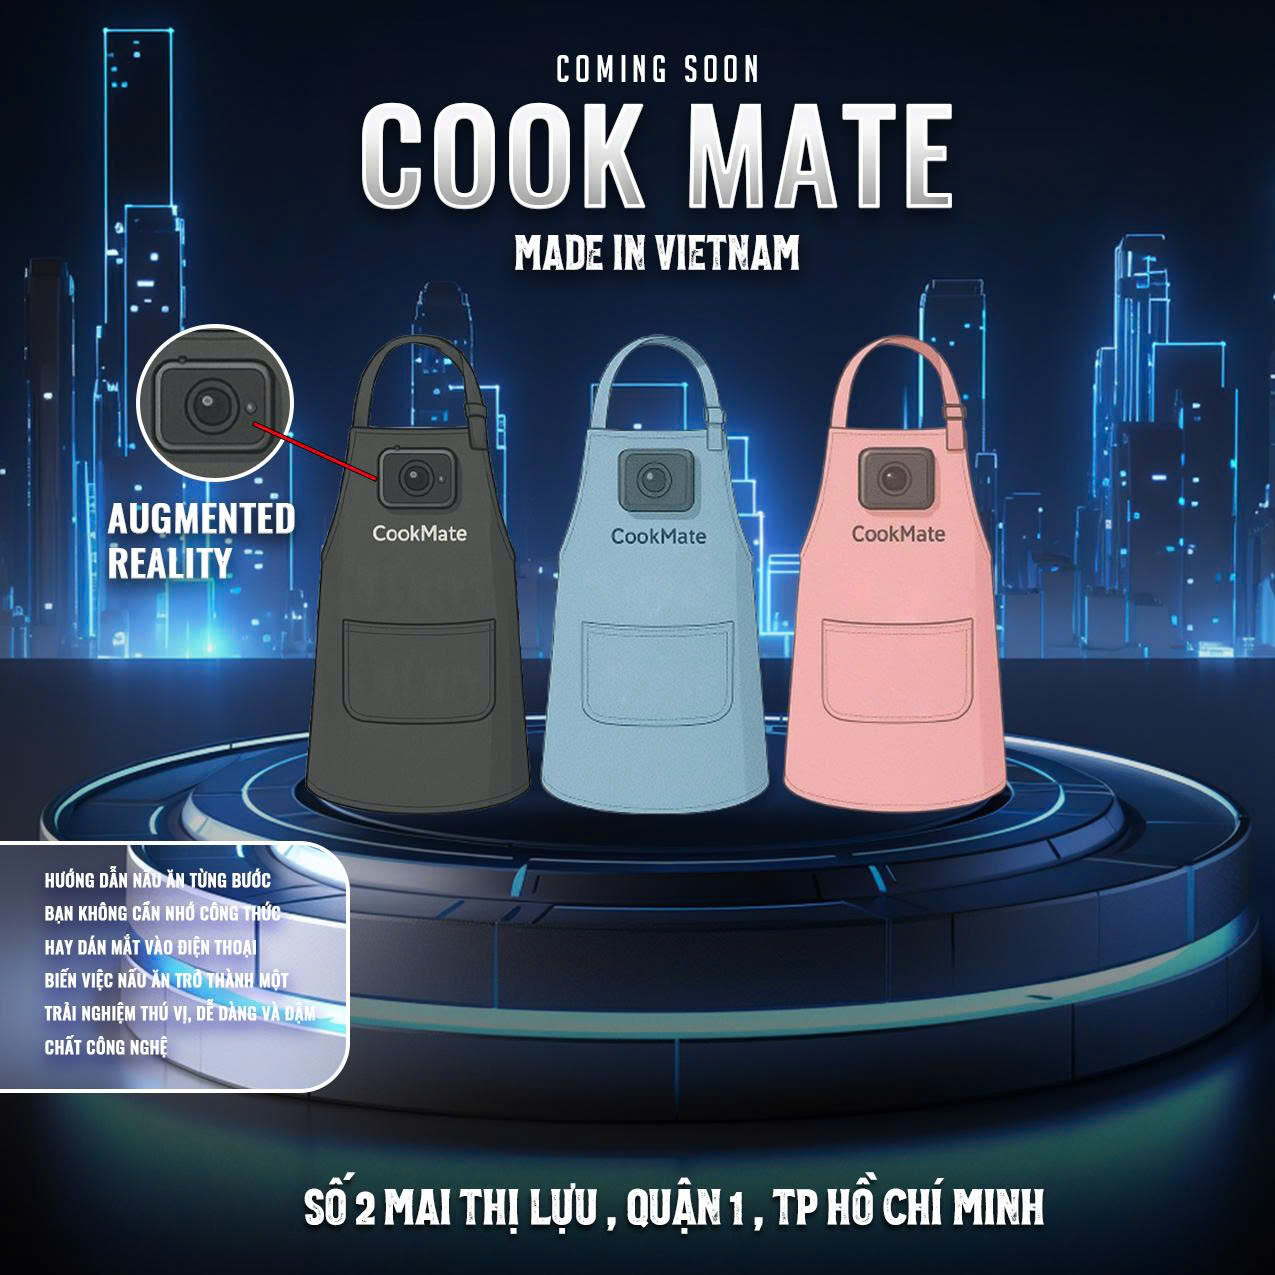 COMING SOON
COOK MATE
MADE IN VIETNAM
AUGMENTED
REALITY
CookMate
CookMate
CookMate
HƯỚNG DẪN NẤU ĂN TỪNG BƯỚC
BẠN KHÔNG CẦN NHỚ CÔNG THỨC
HAY DÁN MẮT VÀO ĐIỆN THOẠI
BIẾN VIỆC NẤU ĂN TRỞ THÀNH MỘT
TRẢI NGHIỆM THÚ VỊ, DỄ DÀNG VÀ ĐẬM
CHẤT CÔNG NGHỆ
SỐ 2 MAI THỊ LỰU , QUẬN 1 , TP HỒ CHÍ MINH